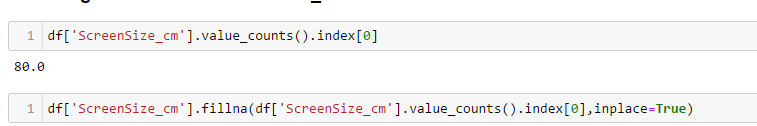 1 df['ScreenSize_cm'].value_counts().index[0]
80.0
1 df['ScreenSize_cm'].fillna(df['ScreenSize_cm'].value_counts().index[0],inplace=True)